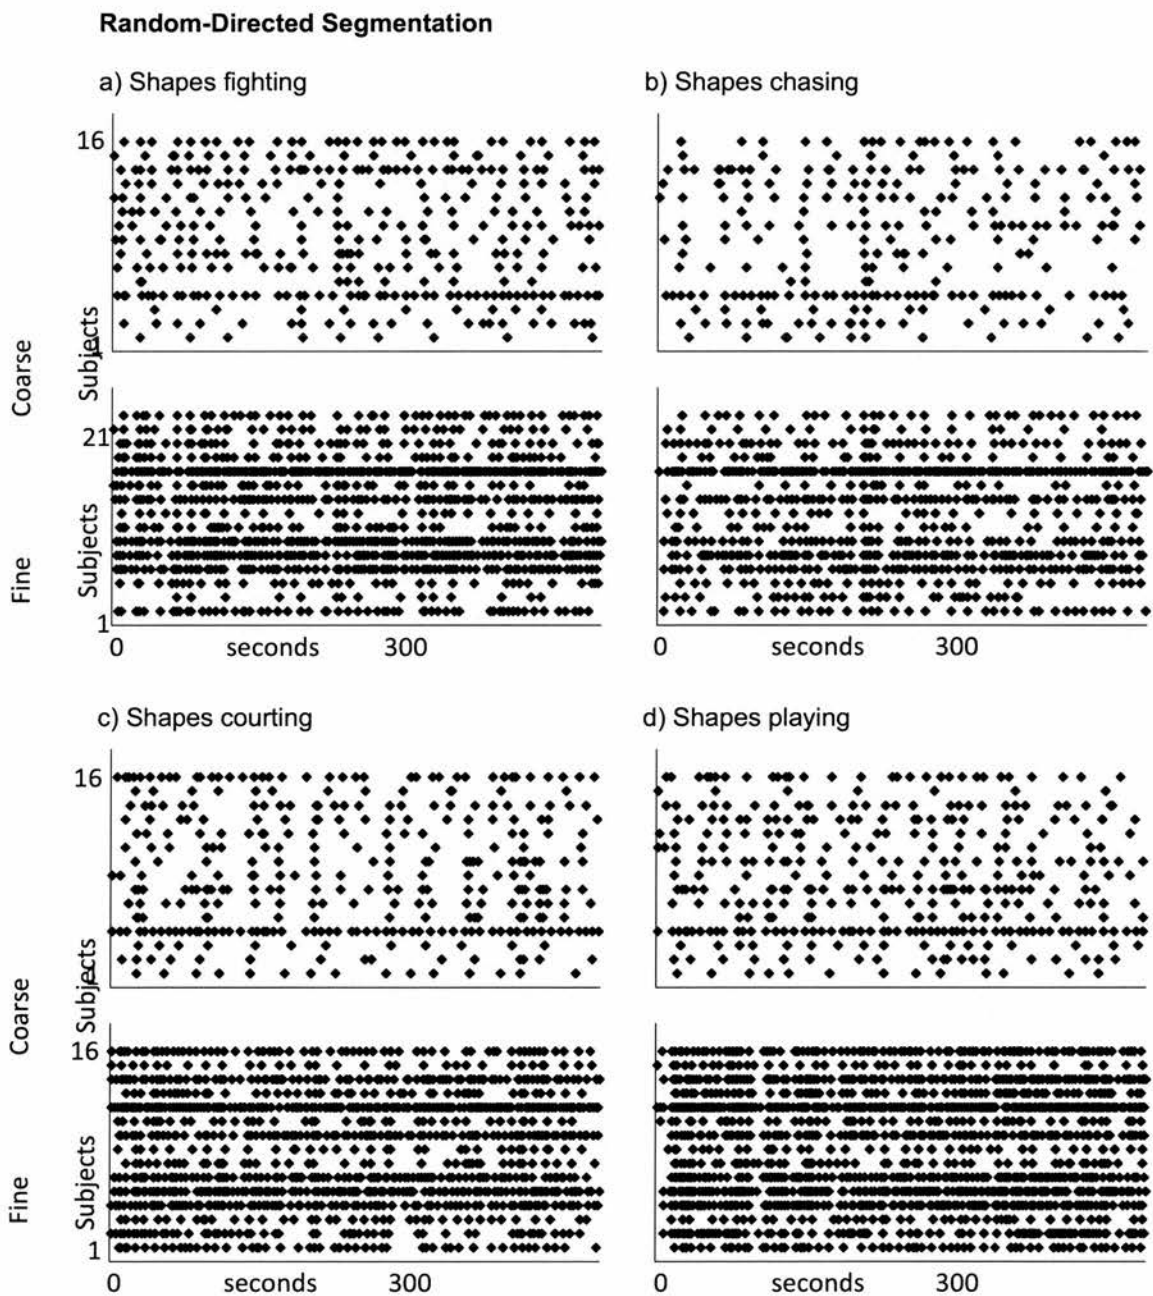 Random-Directed Segmentation
a) Shapes fighting
b) Shapes chasing
16
Coarse
Subjects
21
Fine
Subjects
1
0 seconds 300
0 seconds 300
c) Shapes courting
d) Shapes playing
16
Coarse
Subjects
16
Fine
Subjects
1
0 seconds 300
0 seconds 300